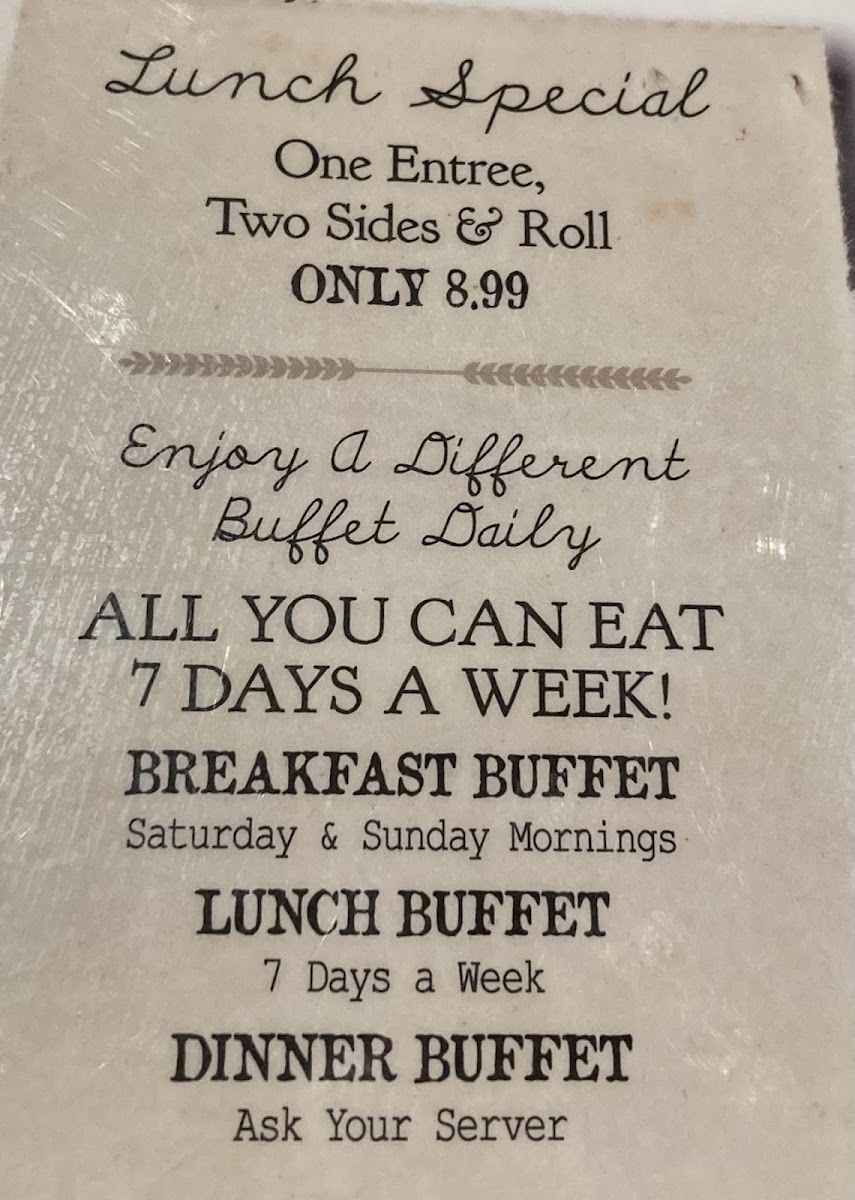 Lunch Special
One Entree,
Two Sides & Roll
ONLY 8.99
Enjoy A Different
Buffet Daily
ALL YOU CAN EAT
7 DAYS A WEEK!
BREAKFAST BUFFET
Saturday & Sunday Mornings
LUNCH BUFFET
7 Days a Week
DINNER BUFFET
Ask Your Server